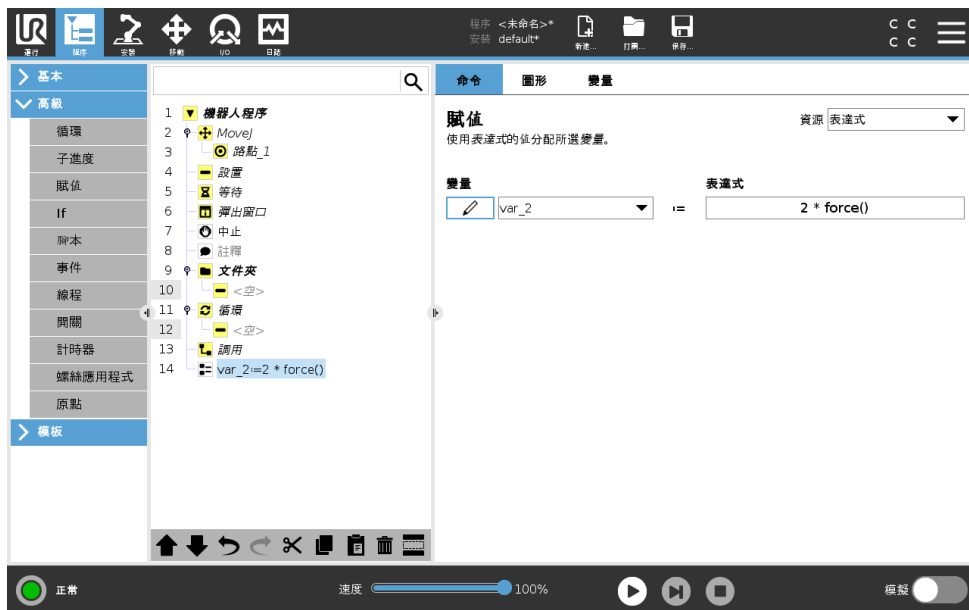 程序 <未命名>*
安裝 default*
C C
C C
運行 程序 安裝 移動 I/O 日誌 新建... 打開... 保存...
基本
高級
循環
子進度
賦值
If
腳本
事件
線程
開關
計時器
螺絲應用程式
原點
模板
1 機器人程序
2 MoveJ
3 路點_1
4 設置
5 等待
6 彈出窗口
7 中止
8 註釋
9 文件夾
10 <空>
11 循環
12 <空>
13 調用
14 var_2≔2 * force()
命令 圖形 變量
賦值
資源 表達式
使用表達式的值分配所選變量。
變量 表達式
var_2 ≔ 2 * force()
正常
速度 100%
模擬